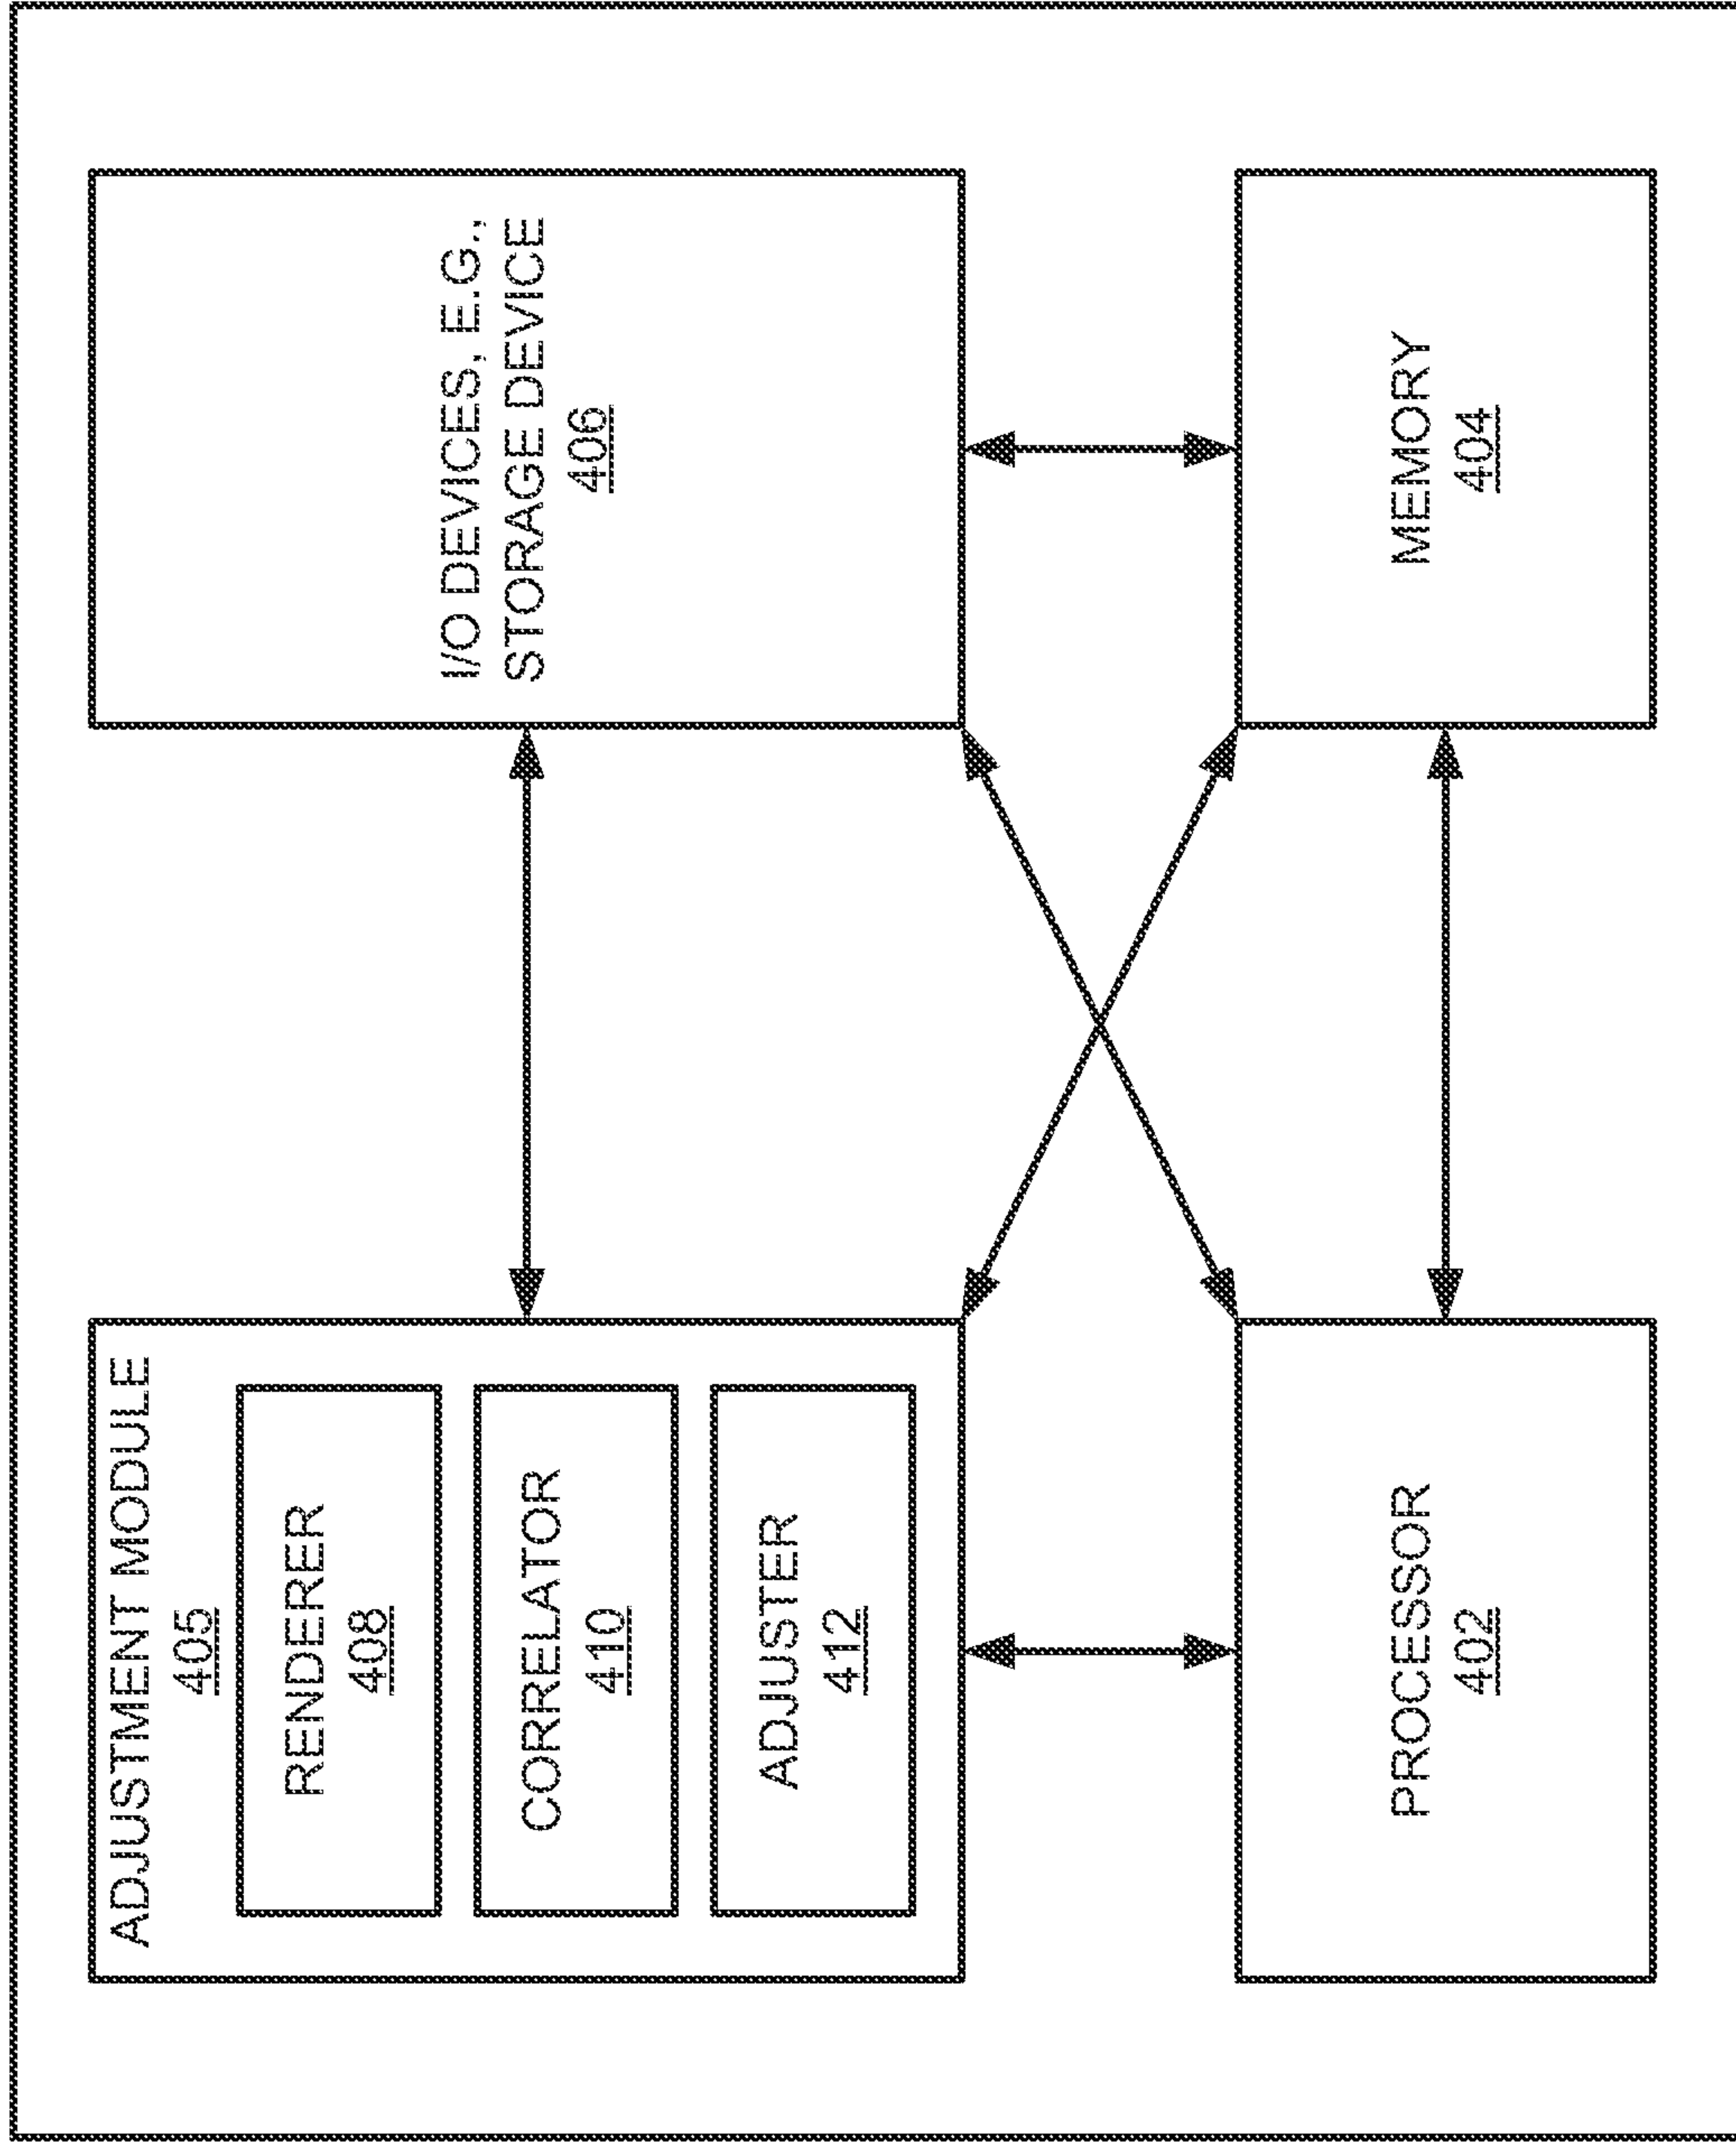 ADJUSTMENT MODULE
405
RENDERER
408
CORRELATOR
410
ADJUSTER
412
I/O DEVICES, E.G.,
STORAGE DEVICE
406
PROCESSOR
402
MEMORY
404